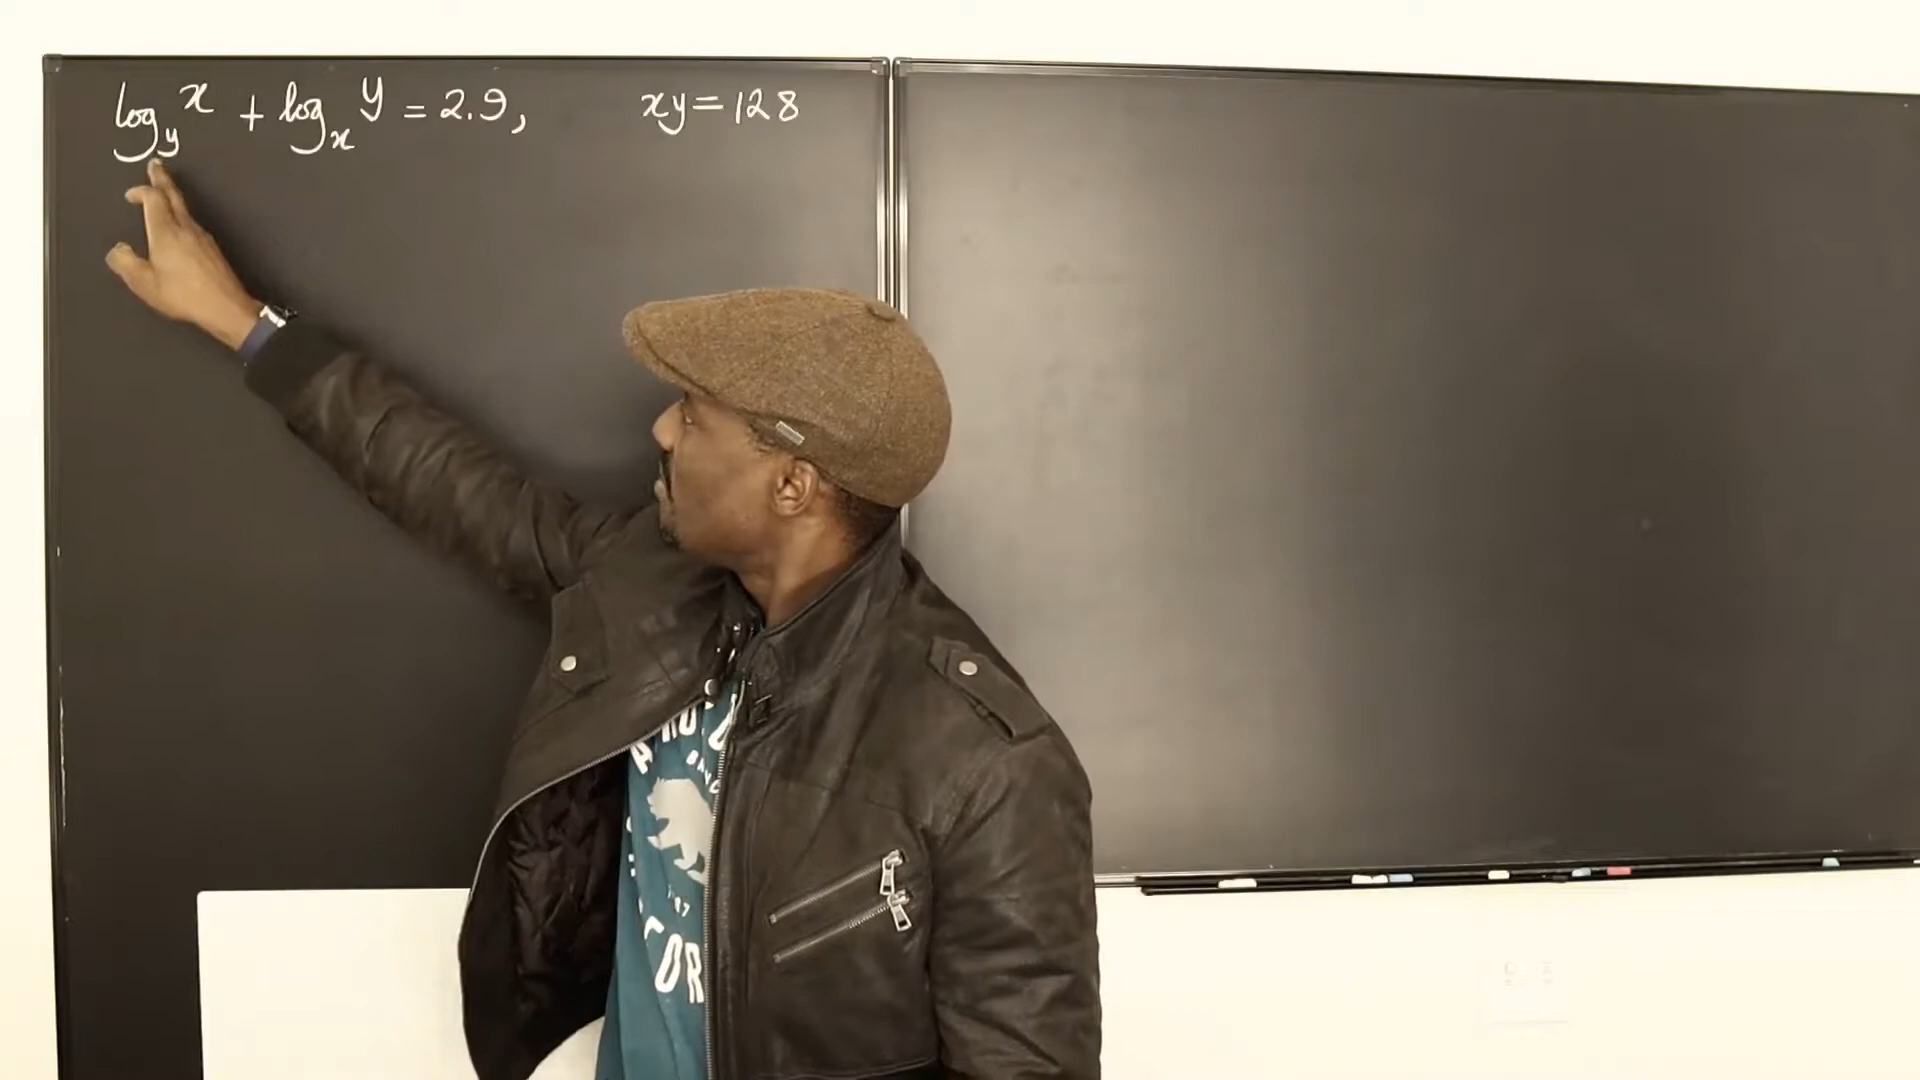 log_y x + log_x y = 2.9, xy = 128